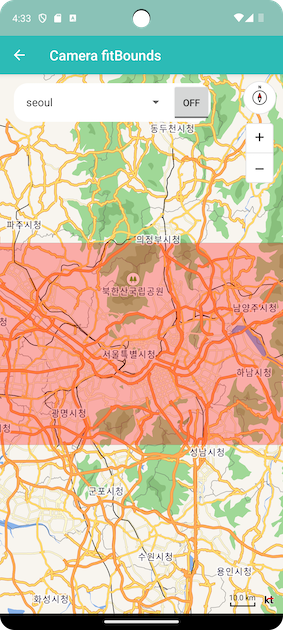 4:33
Camera fitBounds
seoul
OFF
N
+
−
동두천시청
파주시청
의정부시청
북한산국립공원
남양주시청
청
서울특별시청
하남시청
광명시청
청
성남시청
군포시청
수원시청
용인시청
화성시청
10.0 km
kt